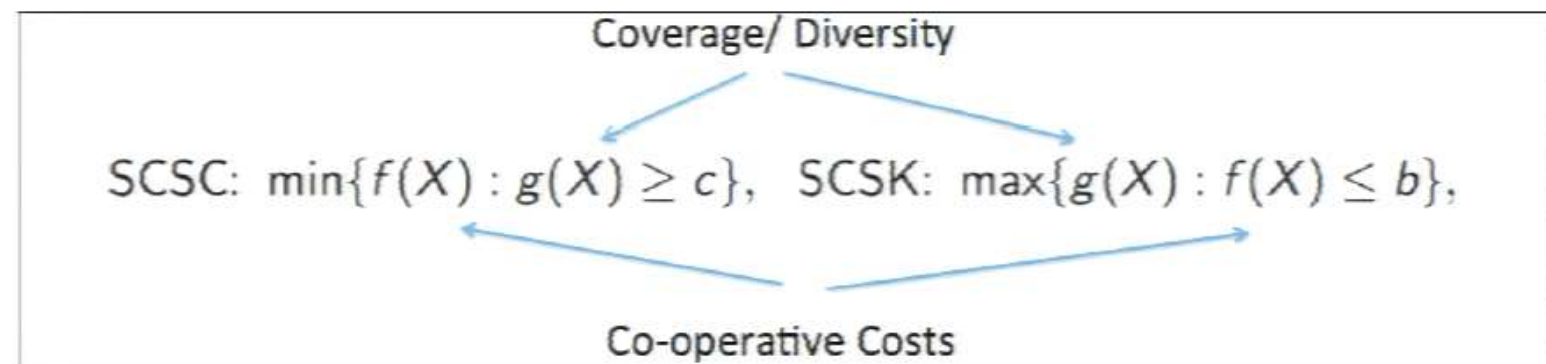 Coverage/ Diversity
SCSC: min{f(X) : g(X) ≥ c}, SCSK: max{g(X) : f(X) ≤ b},
Co-operative Costs